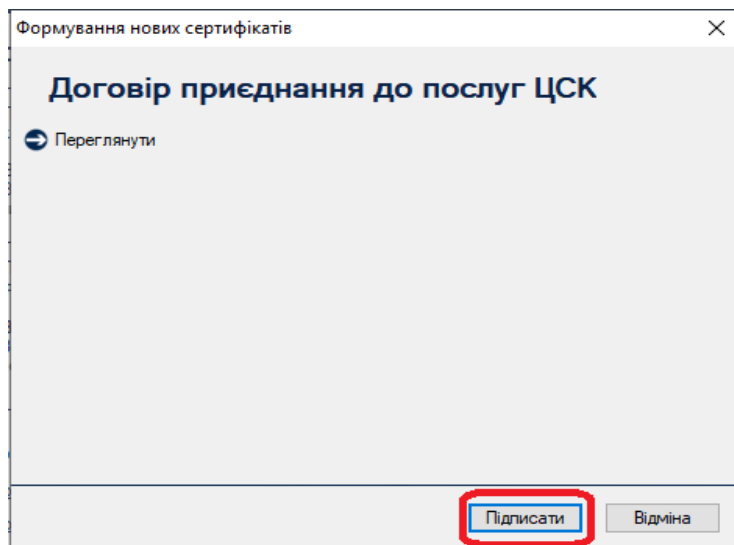 Формування нових сертифікатів
Договір приєднання до послуг ЦСК
Переглянути
Підписати
Відміна